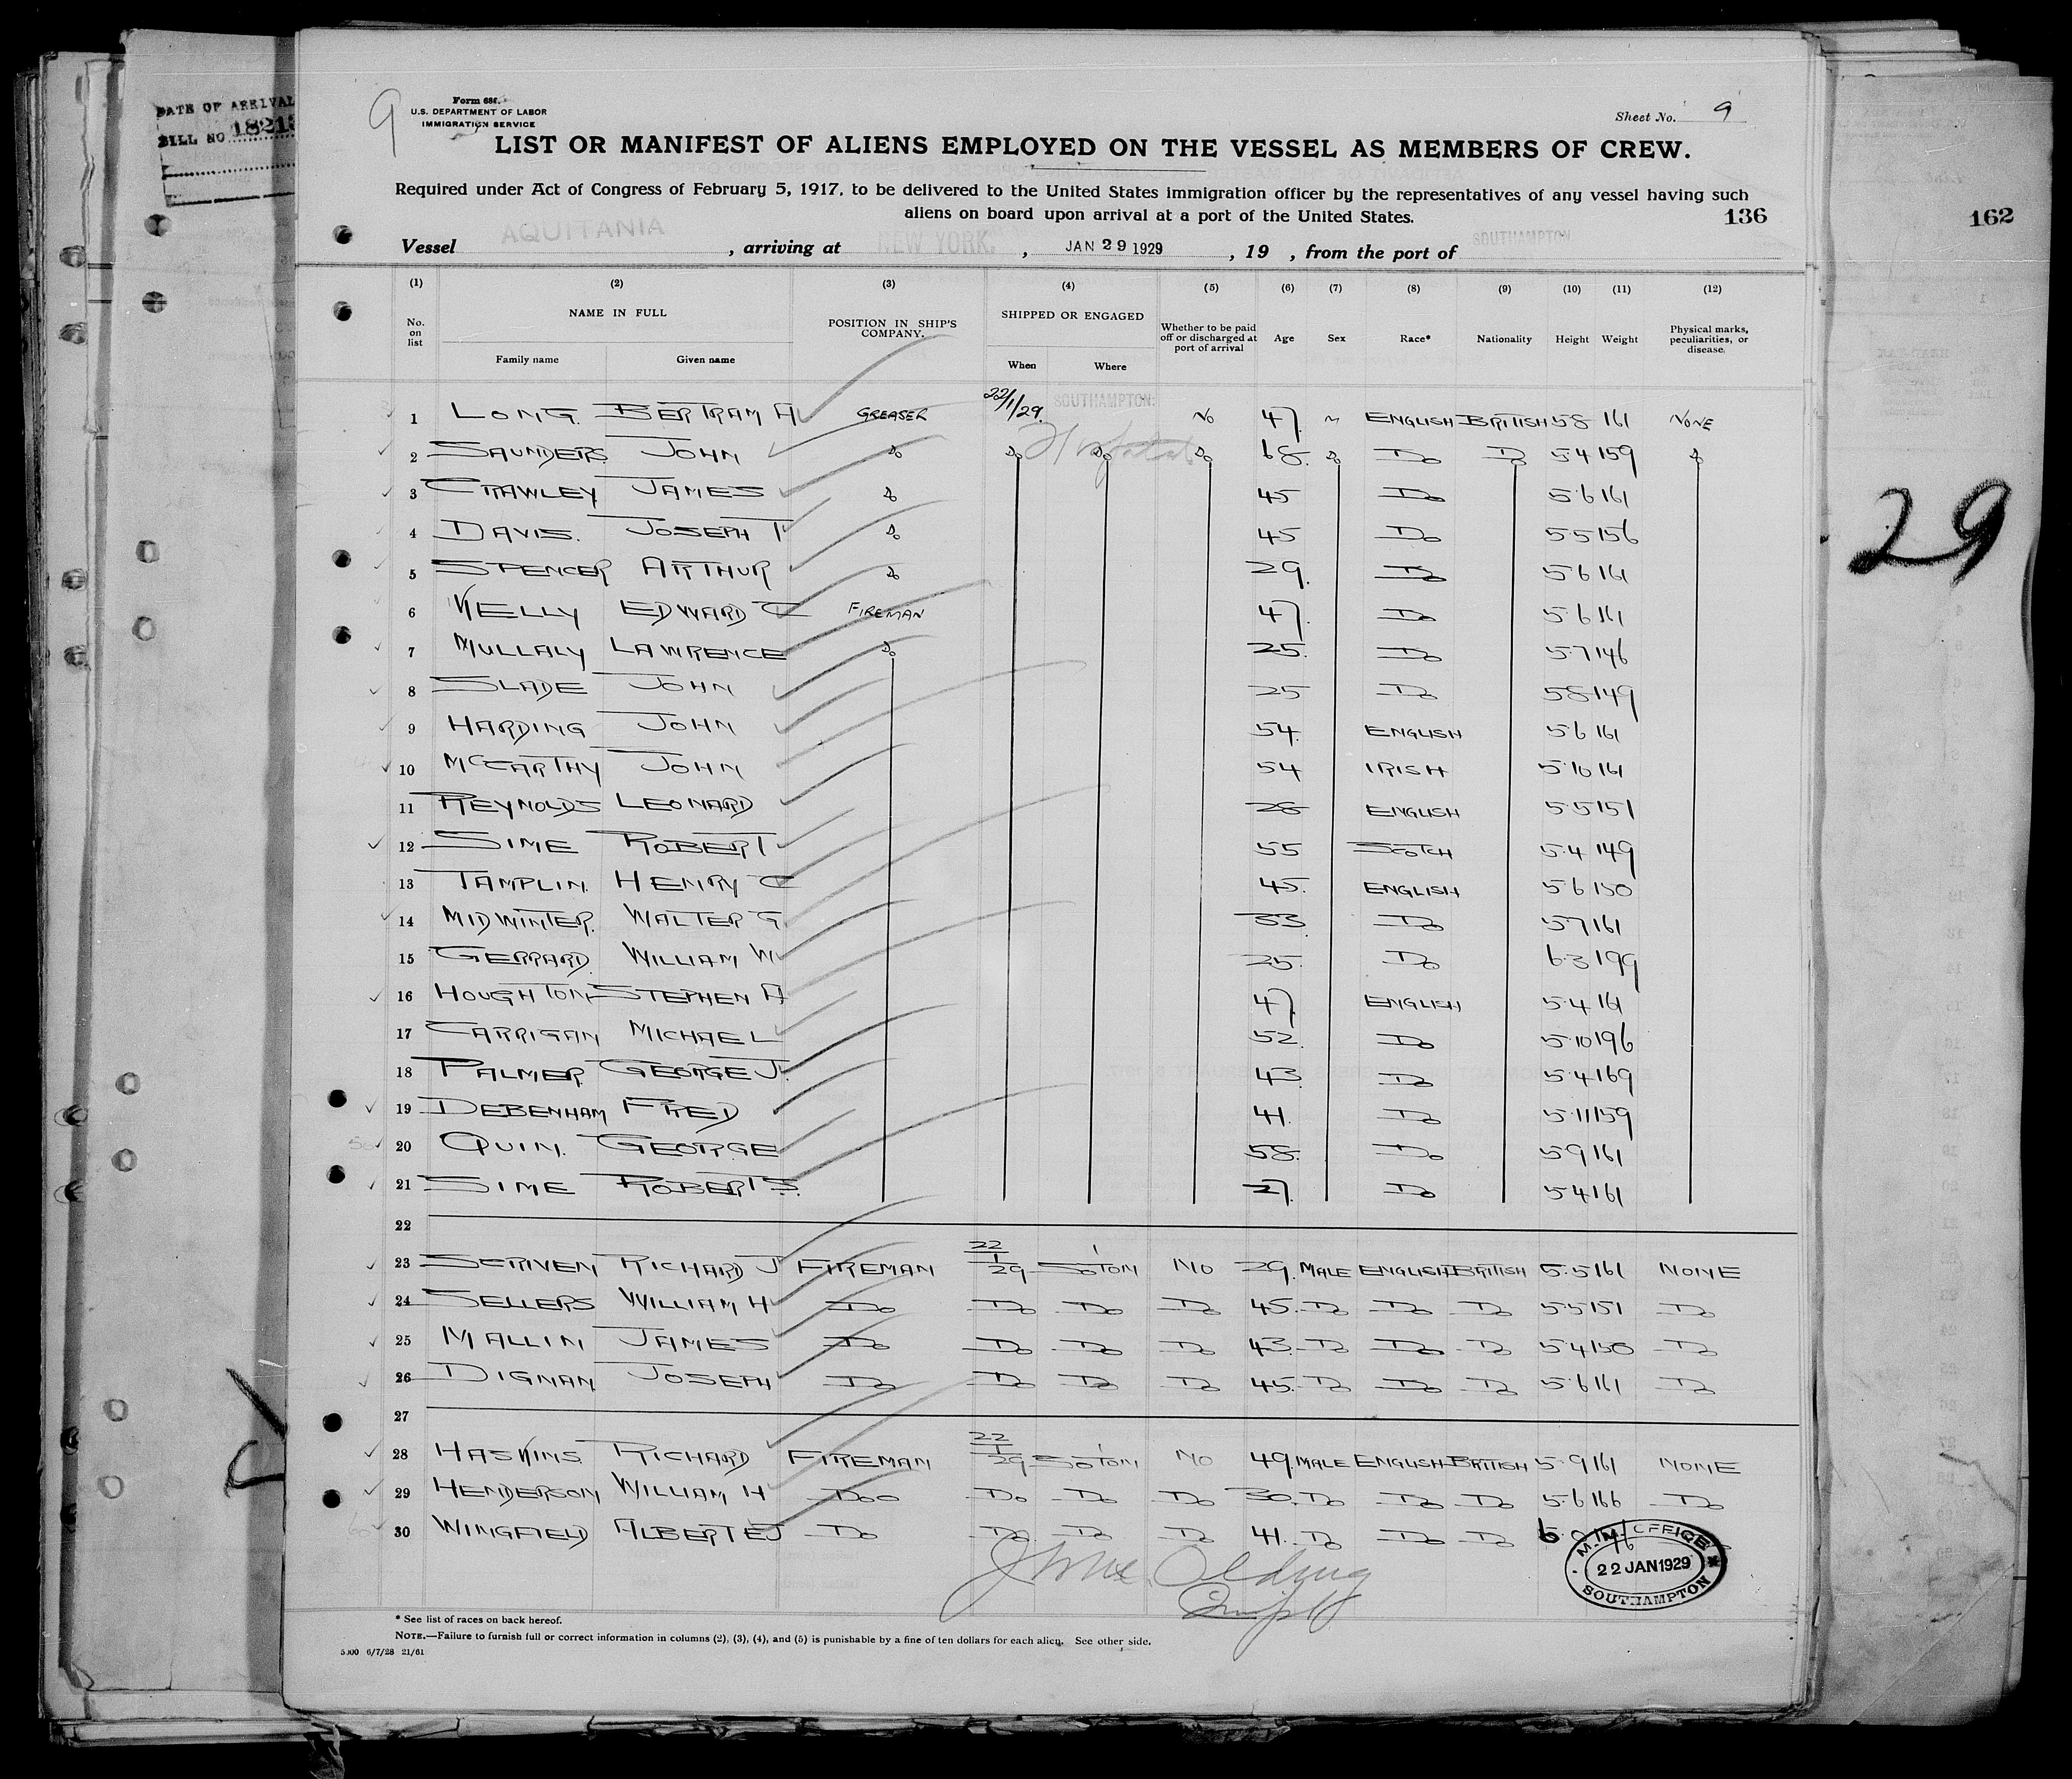 DATE OF ARRIVAL
BILL NO 18213
9
Form 686.
U.S. DEPARTMENT OF LABOR
IMMIGRATION SERVICE
Sheet No. 9
LIST OR MANIFEST OF ALIENS EMPLOYED ON THE VESSEL AS MEMBERS OF CREW.
Required under Act of Congress of February 5, 1917, to be delivered to the United States immigration officer by the representatives of any vessel having such
aliens on board upon arrival at a port of the United States.
136
162
Vessel AQUITANIA , arriving at NEW YORK. , JAN 29 1929 , 19 , from the port of SOUTHAMPTON
(1) (2) (3) (4) (5) (6) (7) (8) (9) (10) (11) (12)
No. on list NAME IN FULL Family name Given name POSITION IN SHIP'S COMPANY. SHIPPED OR ENGAGED When Where Whether to be paid off or discharged at port of arrival Age Sex Race* Nationality Height Weight Physical marks, peculiarities, or disease.
1 LONG. BERTRAM A GREASER 22/1/29. SOUTHAMPTON: No 47. M ENGLISH BRITISH 5 8 161 NONE
2 SAUNDERS JOHN Do Do Do Do 68. Do Do Do 5 4 159 Do
3 CRAWLEY JAMES Do 45 Do 5.6 161
4 DAVIS. JOSEPH T Do 45 Do 5.5 156
5 SPENCER ARTHUR Do 29. Do 5 6 161
6 KELLY EDWARD C FIREMAN 47. Do 5.6 161
7 MULLALY LAWRENCE Do 25. Do 5.7 146
8 SLADE JOHN 25 Do 5 8 149
9 HARDING JOHN 54. ENGLISH 5.6 161
10 McCARTHY JOHN 54 IRISH 5.10 161
11 REYNOLDS LEONARD 28 ENGLISH 5.5 151
12 SIME ROBERT 55 SCOTCH 5.4 149
13 TAMPLIN. HENRY C 45. ENGLISH 5.6 150
14 MIDWINTER. WALTER G. 33 Do 5.7 161
15 GERRARD. WILLIAM W 25. Do 6.3 199
16 HOUGHTON STEPHEN A 47 ENGLISH 5.4 161
17 CARRIGAN MICHAEL 52. Do 5.10 196
18 PALMER. GEORGE J. 43 Do 5.4 169
19 DEBENHAM FRED 41. Do 5.11 159
20 QUIN. GEORGE 58. Do 5 9 161
21 SIME ROBERT S. 27. Do 5.4 161
22
23 SCRIVEN RICHARD J FIREMAN 22/1/29 SO'TON NO 29. MALE ENGLISH BRITISH 5.5 161 NONE
24 SELLERS WILLIAM H Do Do Do Do 45. Do Do Do 5.5 151 Do
25 MALLIN JAMES Do Do Do Do 43. Do Do Do 5.4 150 Do
26 DIGNAN JOSEPH Do Do Do Do 45. Do Do Do 5.6 161 Do
27
28 HASKINS RICHARD FIREMAN 22/1/29 SO'TON NO 49. MALE ENGLISH BRITISH 5.9 161 NONE
29 HENDERSON WILLIAM H Do Do Do Do 30. Do Do Do 5.6 166 Do
30 WINGFIELD ALBERT E J Do Do Do Do 41. Do Do Do
M.M. OFFICE
22 JAN 1929
SOUTHAMPTON
29
* See list of races on back hereof.
NOTE.—Failure to furnish full or correct information in columns (2), (3), (4), and (5) is punishable by a fine of ten dollars for each alien. See other side.
5000 6/7/28 21/61